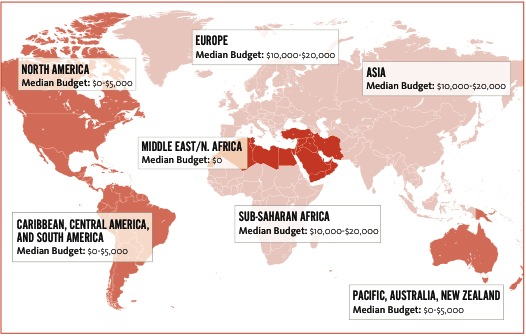 EUROPE
Median Budget: $10,000-$20,000
NORTH AMERICA
Median Budget: $0-$5,000
ASIA
Median Budget: $10,000-$20,000
MIDDLE EAST/N. AFRICA
Median Budget: $0
CARIBBEAN, CENTRAL AMERICA,
AND SOUTH AMERICA
Median Budget: $0-$5,000
SUB-SAHARAN AFRICA
Median Budget: $10,000-$20,000
PACIFIC, AUSTRALIA, NEW ZEALAND
Median Budget: $0-$5,000